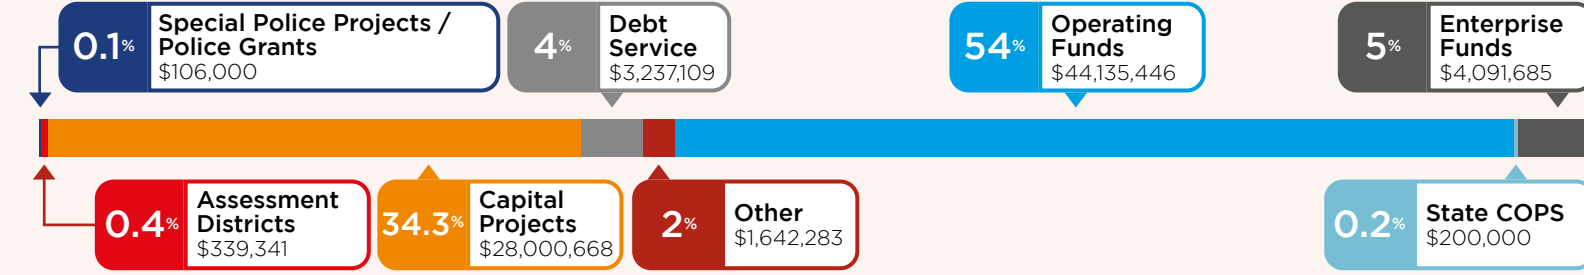 0.1%
Special Police Projects /
Police Grants
$106,000
4%
Debt
Service
$3,237,109
54%
Operating
Funds
$44,135,446
5%
Enterprise
Funds
$4,091,685
0.4%
Assessment
Districts
$339,341
34.3%
Capital
Projects
$28,000,668
2%
Other
$1,642,283
0.2%
State COPS
$200,000